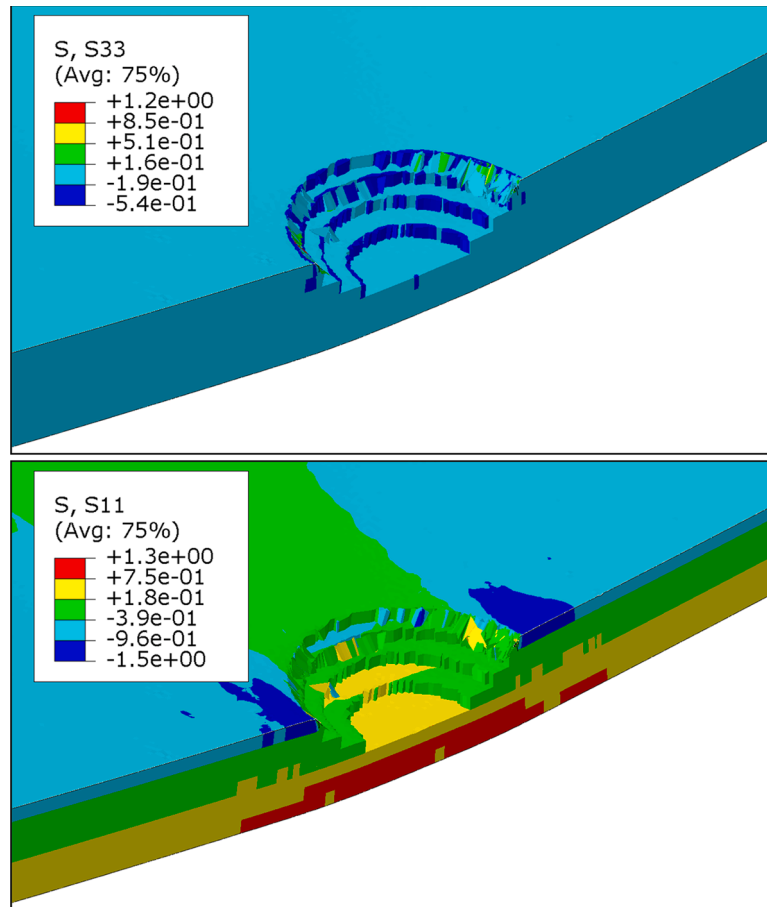 S, S33
(Avg: 75%)
+1.2e+00
+8.5e-01
+5.1e-01
+1.6e-01
-1.9e-01
-5.4e-01
S, S11
(Avg: 75%)
+1.3e+00
+7.5e-01
+1.8e-01
-3.9e-01
-9.6e-01
-1.5e+00